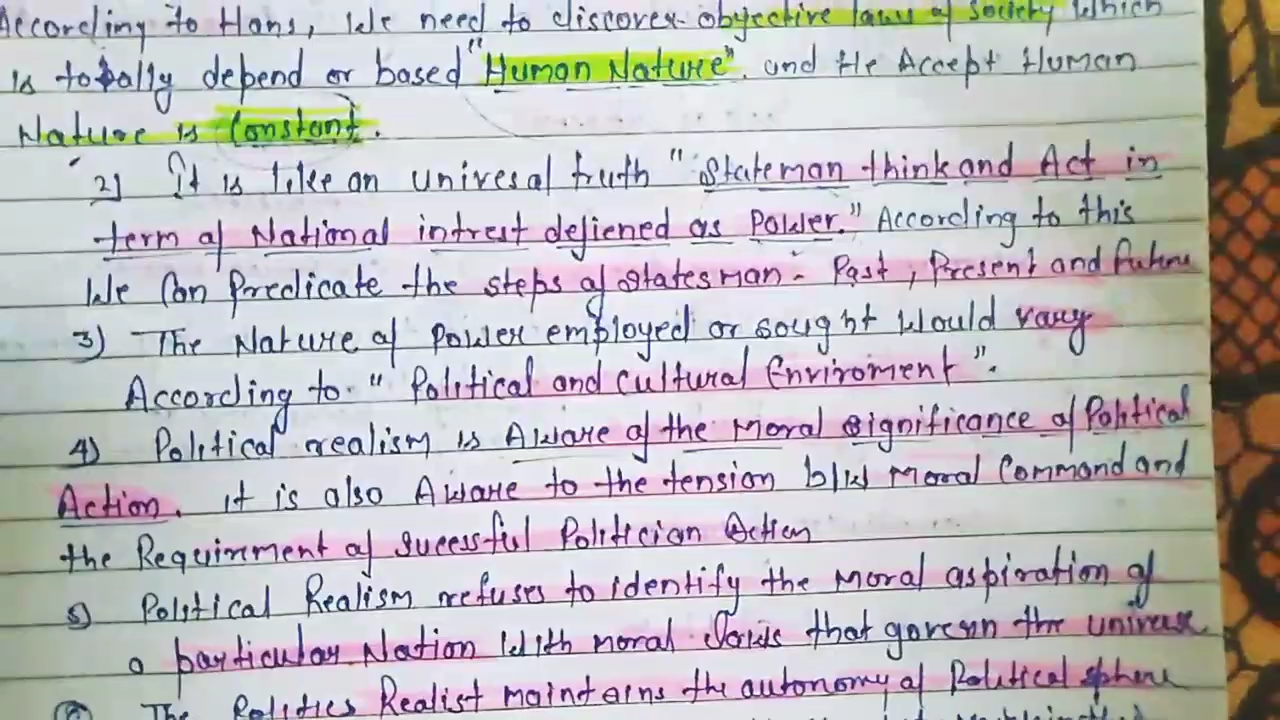 According to Hans, We need to discover objective laws of society which
is totally depend or based "Human Nature". and He Accept Human
Nature is Constant.
2) It is like an univesal truth "Stateman think and Act in
term of National intrest defiened as Power." According to this
We Can Predicate the steps of statesman - Past, Present and future
3) The Nature of Power employed or sought would vary
According to "Political and cultural Enviroment".
4) Political realism is Aware of the Moral significance of Political
Action. it is also Aware to the tension b/w Moral Command and
the Requirment of sucessful Politician Action
5) Political Realism refuses to identify the Moral aspiration of
a particular Nation With moral laws that govern the universe
6) The Politics Realist maintains the autonomy of Political sphere